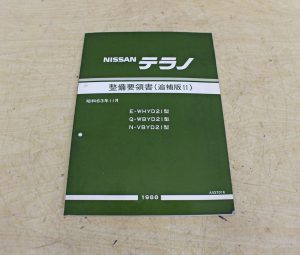 NISSAN テラノ
整備要領書(追補版II)
昭和63年11月
E-WHYD21型
Q-WBYD21型
N-VBYD21型
1988